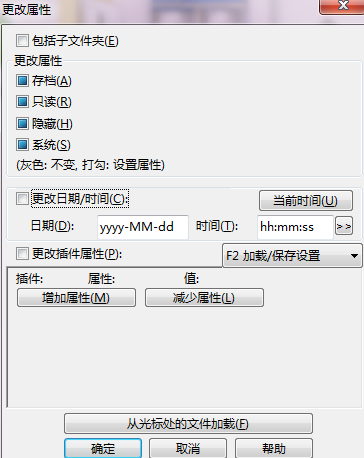 更改属性
包括子文件夹(E)
更改属性
存档(A)
只读(R)
隐藏(H)
系统(S)
(灰色: 不变, 打勾: 设置属性)
更改日期/时间(C):
当前时间(U)
日期(D): yyyy-MM-dd 时间(T): hh:mm:ss >>
更改插件属性(P): F2 加载/保存设置
插件: 属性: 值:
增加属性(M) 减少属性(L)
从光标处的文件加载(F)
确定 取消 帮助